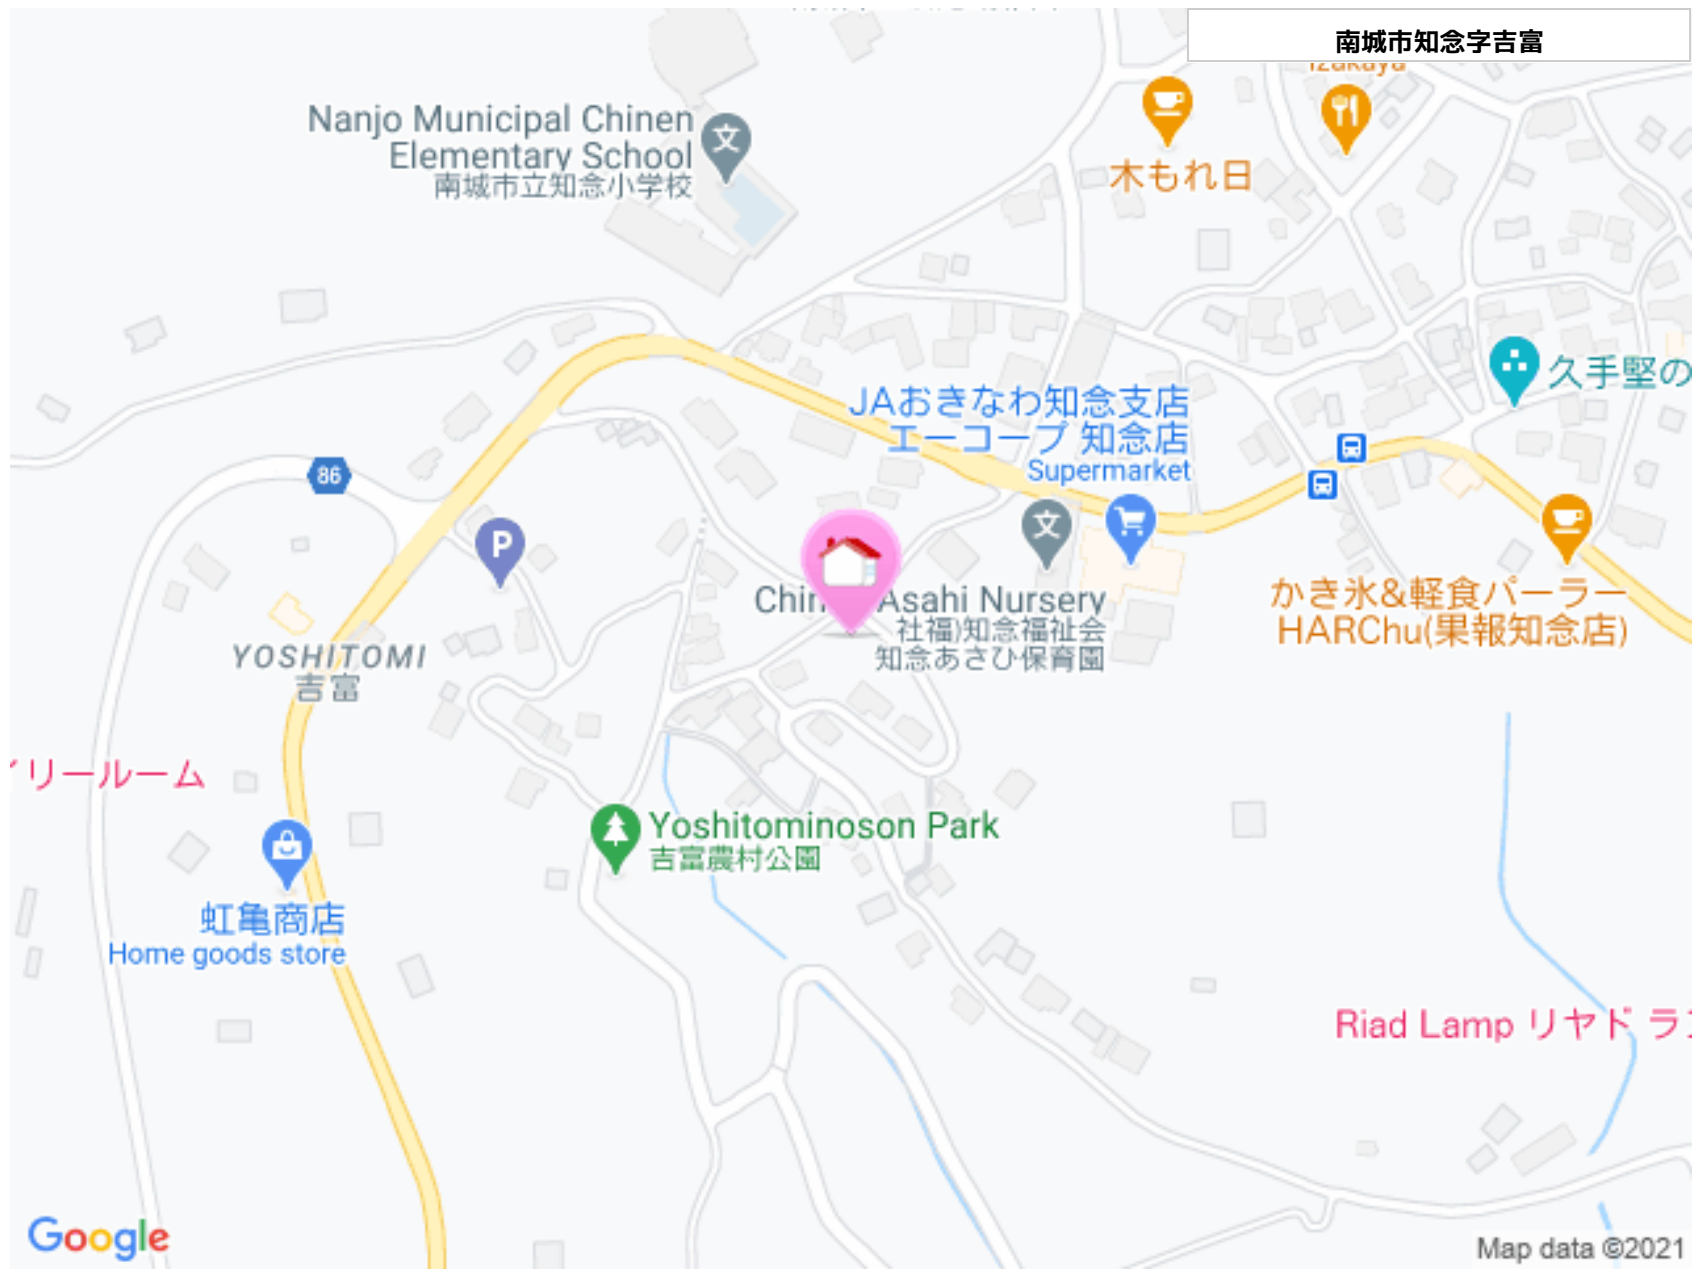 南城市知念字吉富
Izakaya
Nanjo Municipal Chinen
Elementary School
南城市立知念小学校
木もれ日
久手堅の
JAおきなわ知念支店
エーコープ 知念店
Supermarket
86
P
文
文
Asahi Nursery
社福)知念福祉会
知念あさひ保育園
かき氷&軽食パーラー
HARChu(果報知念店)
YOSHITOMI
吉富
イリールーム
Yoshitominoson Park
吉富農村公園
虹亀商店
Home goods store
Riad Lamp リヤド ラン
Google
Map data ©2021